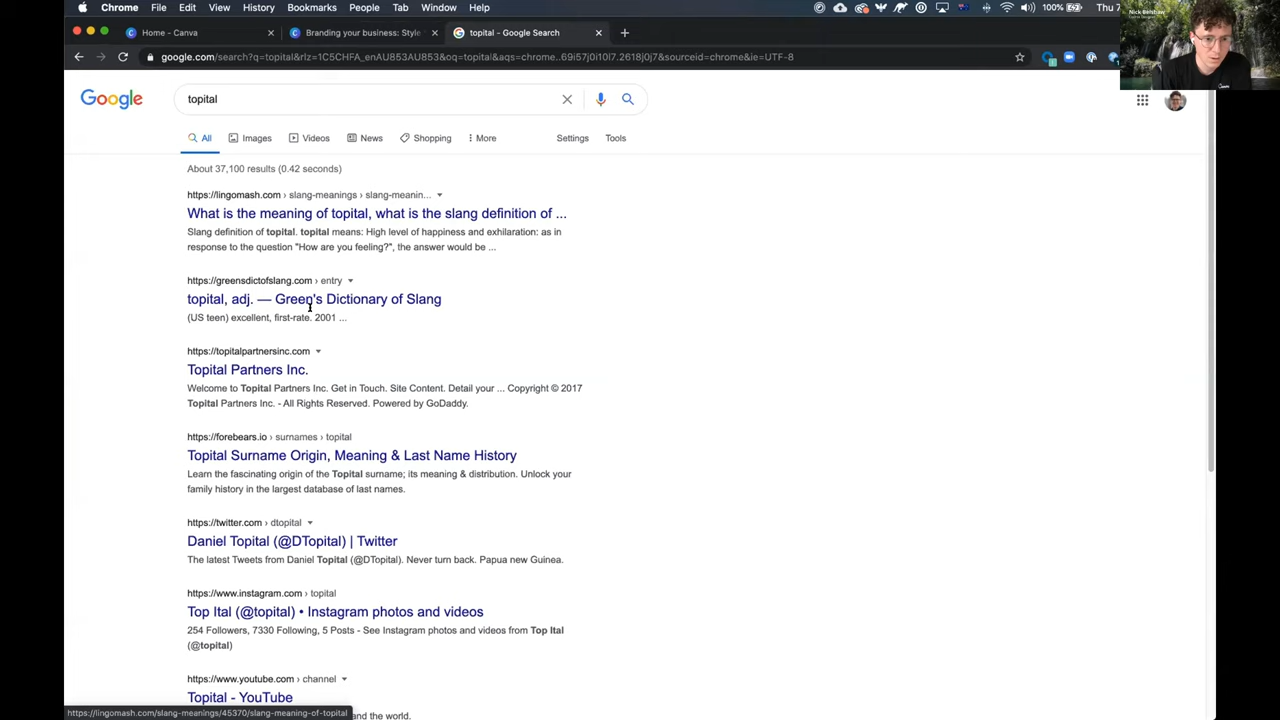 Chrome File Edit View History Bookmarks People Tab Window Help 100% Thu 7
Nick Bershaw
Home - Canva
Branding your business: Style
topital - Google Search
google.com/search?q=topital&rlz=1C5CHFA_enAU853AU853&oq=topital&aqs=chrome..69i57j0i10l7.2618j0j7&sourceid=chrome&ie=UTF-8
Google
topital
All Images Videos News Shopping More Settings Tools
About 37,100 results (0.42 seconds)
https://lingomash.com › slang-meanings › slang-meanin...
What is the meaning of topital, what is the slang definition of ...
Slang definition of topital. topital means: High level of happiness and exhilaration: as in
response to the question "How are you feeling?", the answer would be ...
https://greensdictofslang.com › entry
topital, adj. — Green's Dictionary of Slang
(US teen) excellent, first-rate. 2001 ...
https://topitalpartnersinc.com
Topital Partners Inc.
Welcome to Topital Partners Inc. Get in Touch. Site Content. Detail your ... Copyright © 2017
Topital Partners Inc. - All Rights Reserved. Powered by GoDaddy.
https://forebears.io › surnames › topital
Topital Surname Origin, Meaning & Last Name History
Learn the fascinating origin of the Topital surname; its meaning & distribution. Unlock your
family history in the largest database of last names.
https://twitter.com › dtopital
Daniel Topital (@DTopital) | Twitter
The latest Tweets from Daniel Topital (@DTopital). Never turn back. Papua new Guinea.
https://www.instagram.com › topital
Top Ital (@topital) • Instagram photos and videos
254 Followers, 7330 Following, 5 Posts - See Instagram photos and videos from Top Ital
(@topital)
https://www.youtube.com › channel
Topital - YouTube
and the world.
https://lingomash.com/slang-meanings/45370/slang-meaning-of-topital